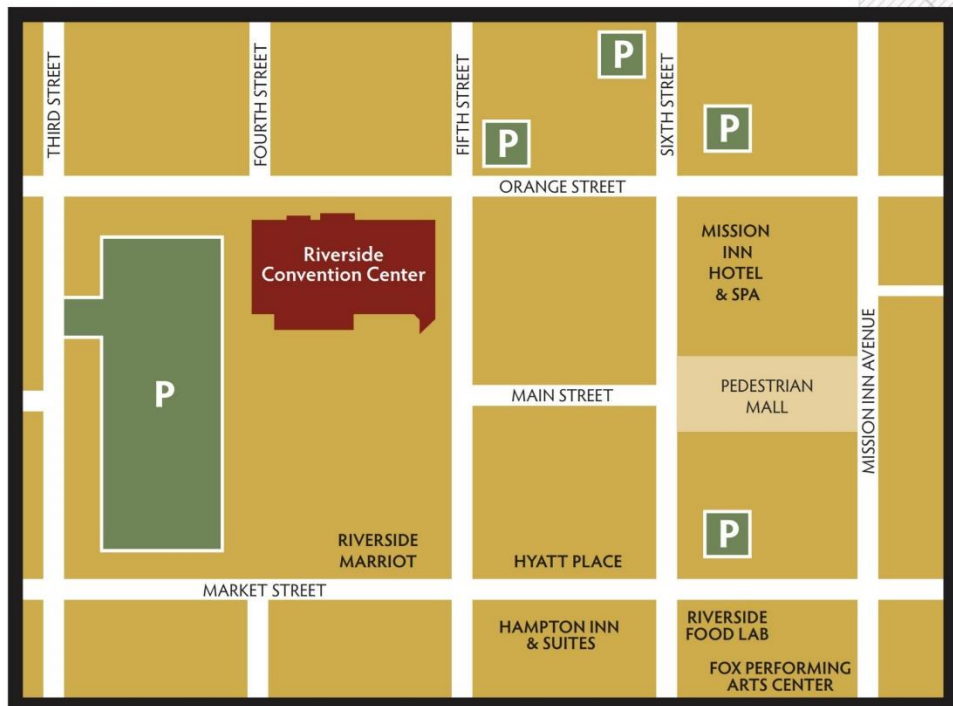 THIRD STREET
FOURTH STREET
FIFTH STREET
P
P
SIXTH STREET
P
ORANGE STREET
Riverside
Convention Center
MISSION
INN
HOTEL
& SPA
P
MAIN STREET
PEDESTRIAN
MALL
MISSION INN AVENUE
P
RIVERSIDE
MARRIOT
HYATT PLACE
MARKET STREET
HAMPTON INN
& SUITES
RIVERSIDE
FOOD LAB
FOX PERFORMING
ARTS CENTER